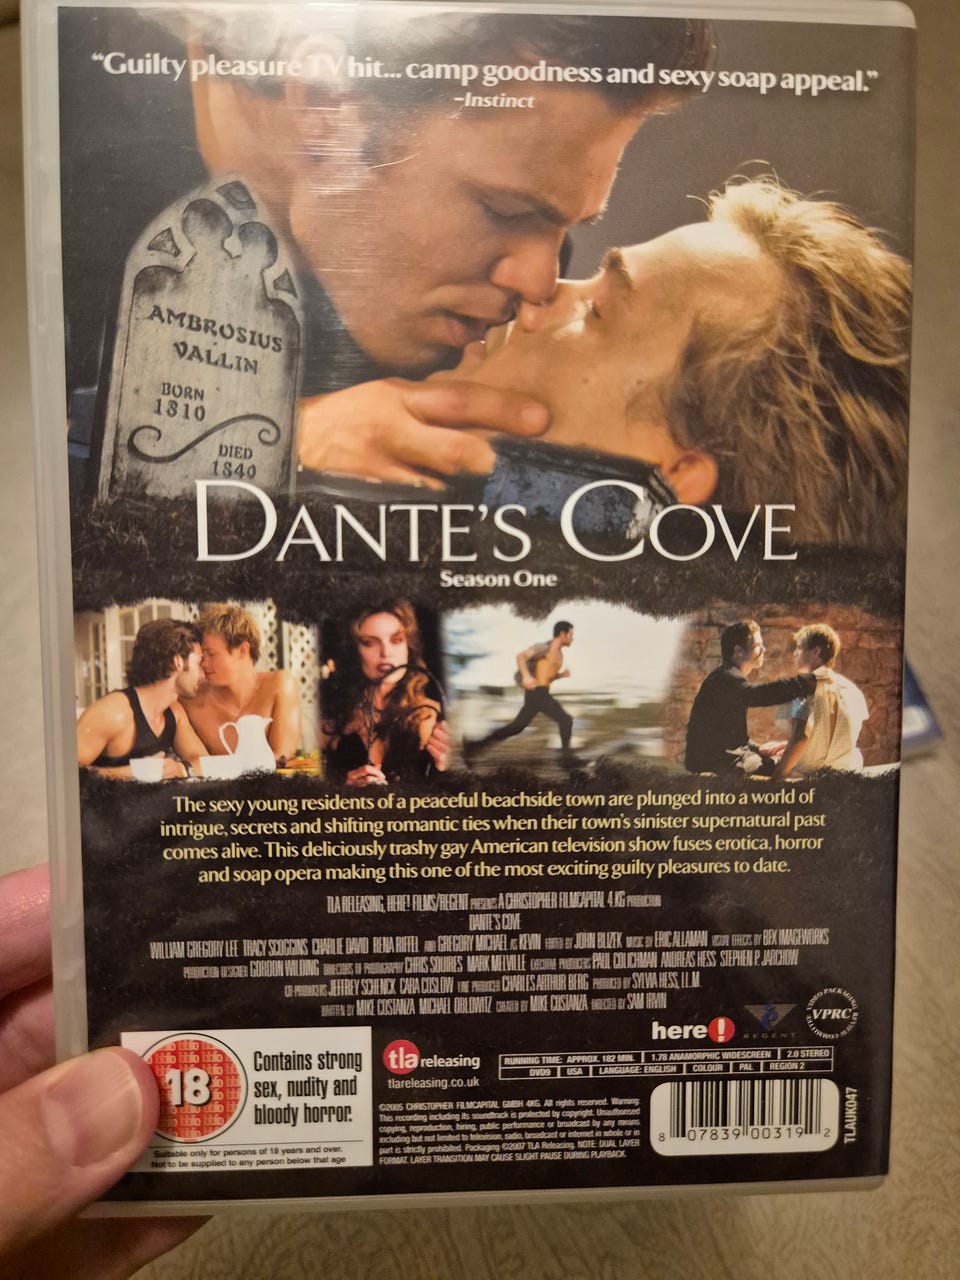 “Guilty pleasure TV hit... camp goodness and sexy soap appeal.”
–Instinct
AMBROSIUS
VALLIN
BORN
1810
DIED
1840
DANTE'S COVE
Season One
The sexy young residents of a peaceful beachside town are plunged into a world of
intrigue, secrets and shifting romantic ties when their town's sinister supernatural past
comes alive. This deliciously trashy gay American television show fuses erotica, horror
and soap opera making this one of the most exciting guilty pleasures to date.
TLA RELEASING, HERE! FILMS/REGENT PRESENTS A CHRISTOPHER FILMCAPITAL 4.KG PRODUCTION
DANTE'S COVE
WILLIAM GREGORY LEE TRACY SCOGGINS CHARLIE DAVID RENA RIFFEL AND GREGORY MICHAEL AS KEVIN EDITED BY JOHN BLIZEK MUSIC BY ERIC ALLAMAN VISUAL EFFECTS BY BFX IMAGEWORKS
PRODUCTION DESIGNER GORDON WILDING DIRECTORS OF PHOTOGRAPHY CHRIS SQUIRES MARK MELVILLE EXECUTIVE PRODUCERS PAUL COLICHMAN ANDREAS HESS STEPHEN P. JARCHOW
CO-PRODUCERS JEFFREY SCHENCK CARA COSLOW LINE PRODUCER CHARLES ARTHUR BERG PRODUCED BY SYLVIA HESS, LL.M.
WRITTEN BY MIKE COSTANZA MICHAEL OBLOWITZ CREATED BY MIKE COSTANZA DIRECTED BY SAM IRVIN
here!
REGENT
VIDEO PACKAGING REVIEW COMMITTEE
VPRC
18
Contains strong
sex, nudity and
bloody horror.
Suitable only for persons of 18 years and over.
Not to be supplied to any person below that age
tla releasing
tlareleasing.co.uk
RUNNING TIME: APPROX. 182 MIN. 1.78 ANAMORPHIC WIDESCREEN 2.0 STEREO
DVD9 USA LANGUAGE: ENGLISH COLOUR PAL REGION 2
©2005 CHRISTOPHER FILMCAPITAL GMBH 4KG. All rights reserved. Warning:
This recording including its soundtrack is protected by copyright. Unauthorised
copying, reproduction, hiring, public performance or broadcast by any means
including but not limited to television, radio, broadcast or internet in whole or in
part is strictly prohibited. Packaging ©2007 TLA Releasing. NOTE: DUAL LAYER
FORMAT. LAYER TRANSITION MAY CAUSE SLIGHT PAUSE DURING PLAYBACK.
8 07839 00319 2
TLAUK047